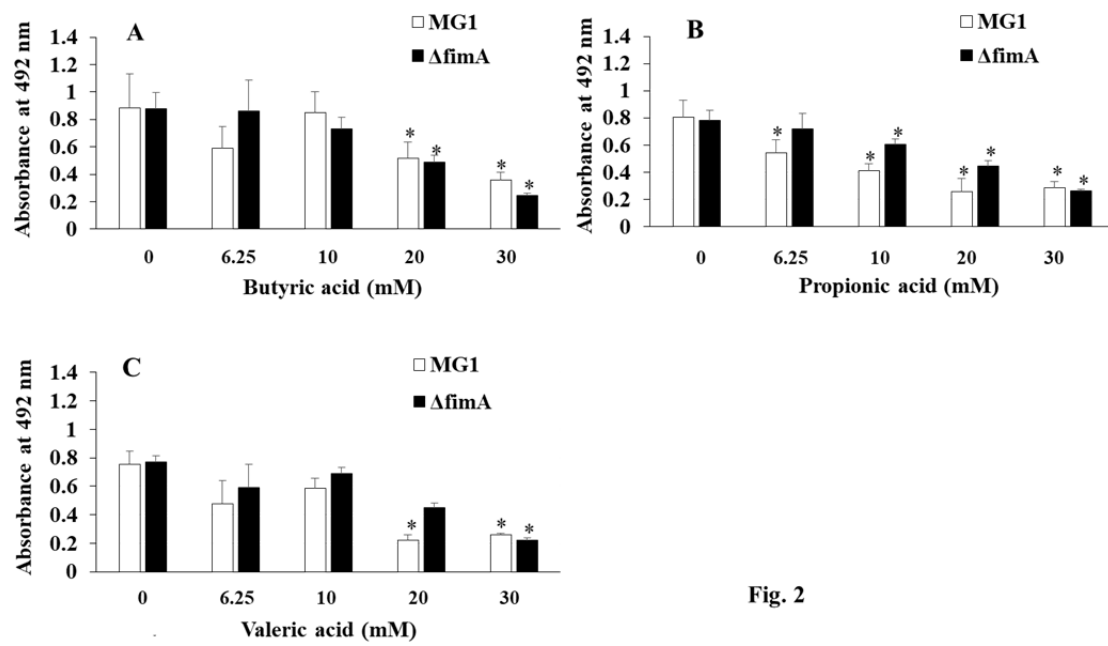 A
MG1
ΔfimA
Absorbance at 492 nm
1.4
1.2
1
0.8
0.6
0.4
0.2
0
* * * *
0 6.25 10 20 30
Butyric acid (mM)
B
MG1
ΔfimA
Absorbance at 492 nm
1.4
1.2
1
0.8
0.6
0.4
0.2
0
* * * * * * *
0 6.25 10 20 30
Propionic acid (mM)
C
MG1
ΔfimA
Absorbance at 492 nm
1.4
1.2
1
0.8
0.6
0.4
0.2
0
* * *
0 6.25 10 20 30
Valeric acid (mM)
Fig. 2